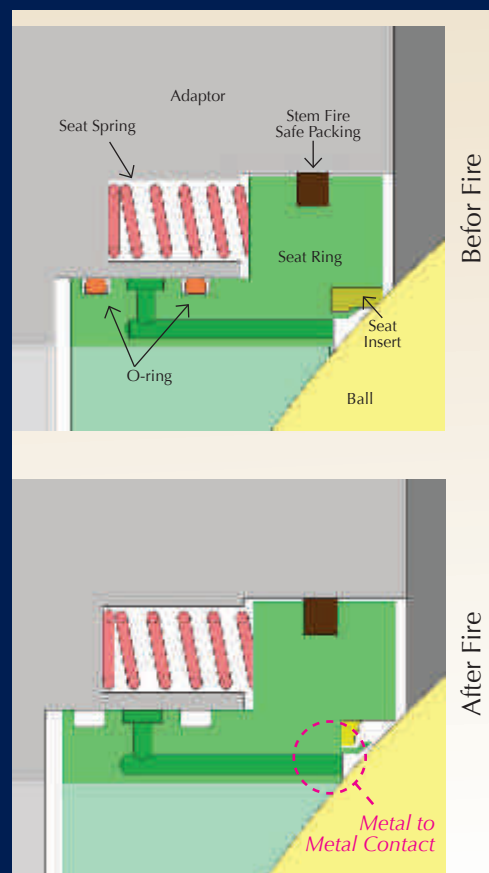 Adaptor
Seat Spring
Stem Fire
Safe Packing
Seat Ring
Seat
Insert
O-ring
Ball
Befor Fire
After Fire
Metal to
Metal Contact